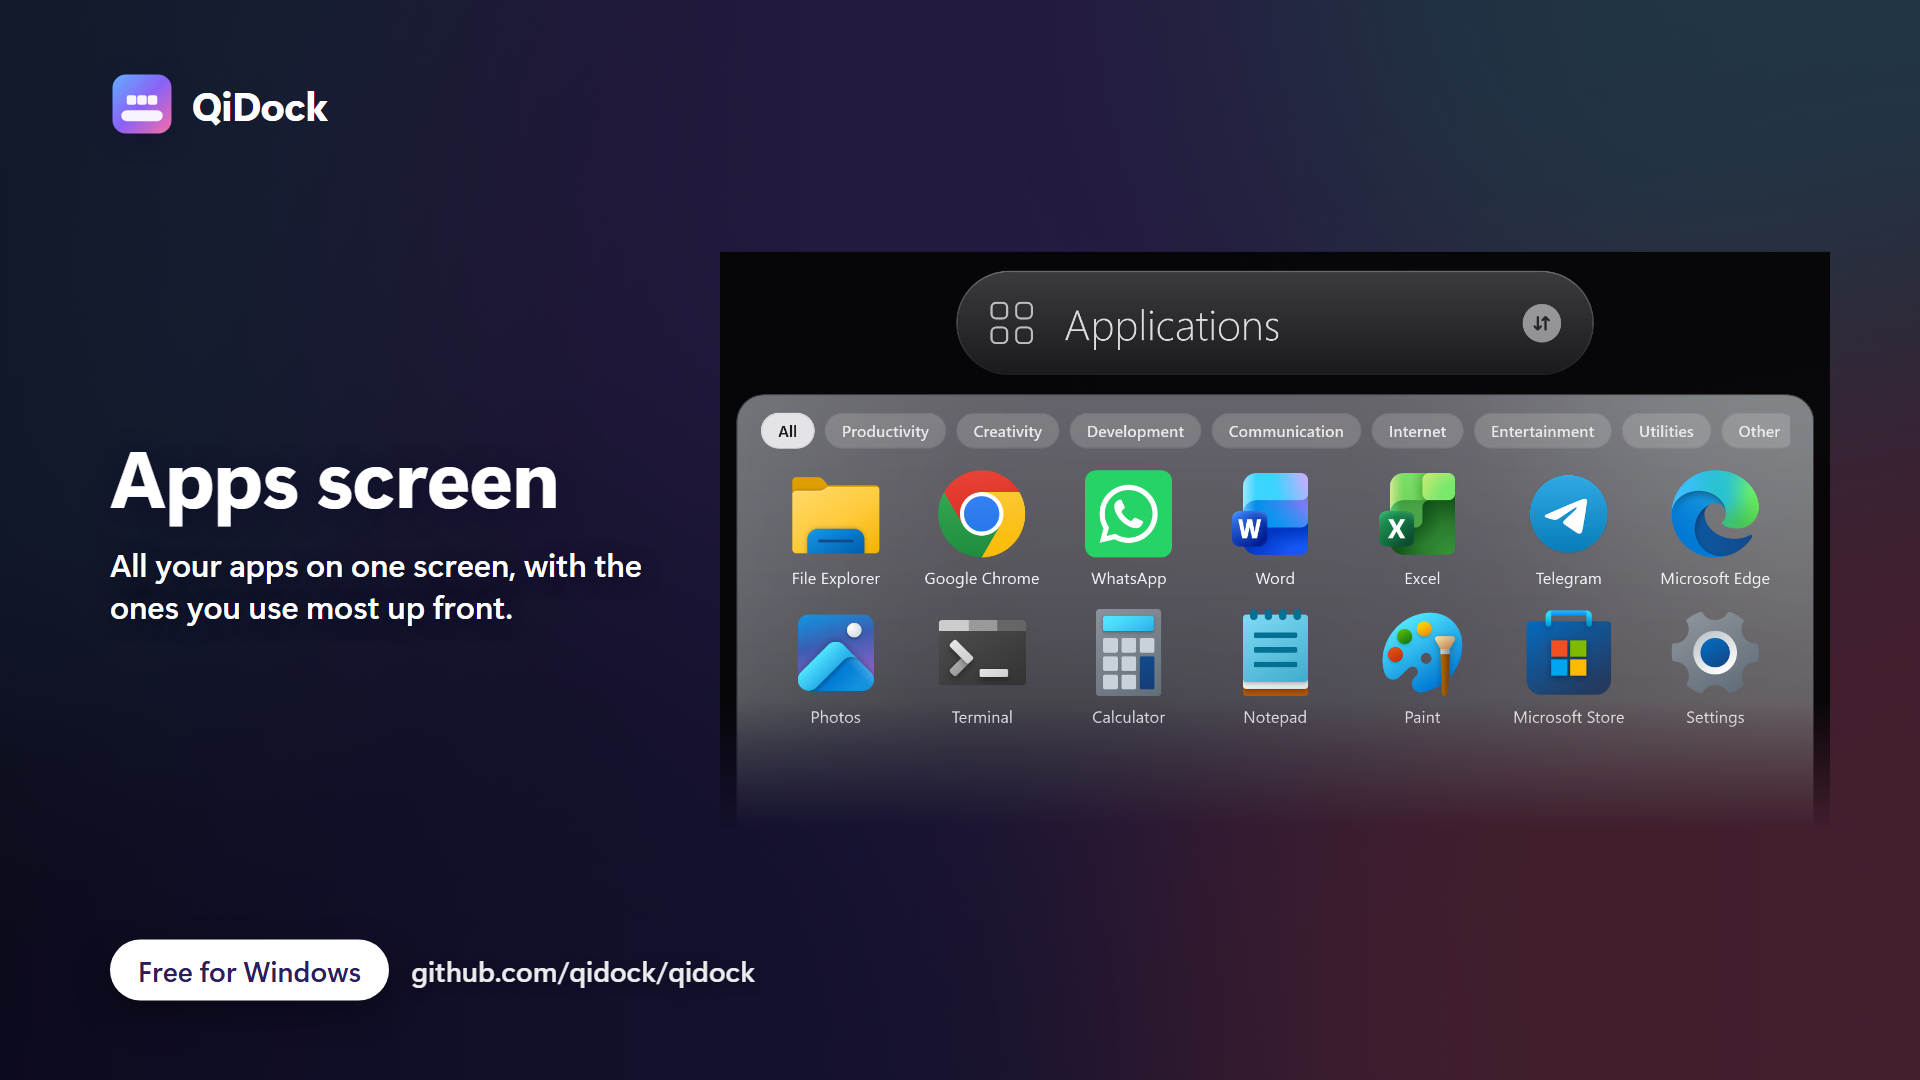 QiDock
Apps screen
All your apps on one screen, with the
ones you use most up front.
Free for Windows
github.com/qidock/qidock
Applications
All
Productivity
Creativity
Development
Communication
Internet
Entertainment
Utilities
Other
File Explorer
Google Chrome
WhatsApp
W
Word
X
Excel
Telegram
Microsoft Edge
Photos
Terminal
Calculator
Notepad
Paint
Microsoft Store
Settings